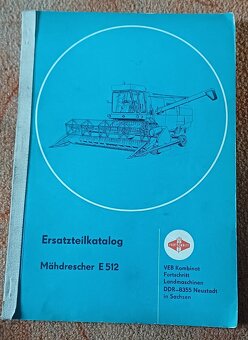 Ersatzteilkatalog
Mähdrescher E 512
VEB Kombinat
Fortschritt
Landmaschinen
DDR-8355 Neustadt
in Sachsen